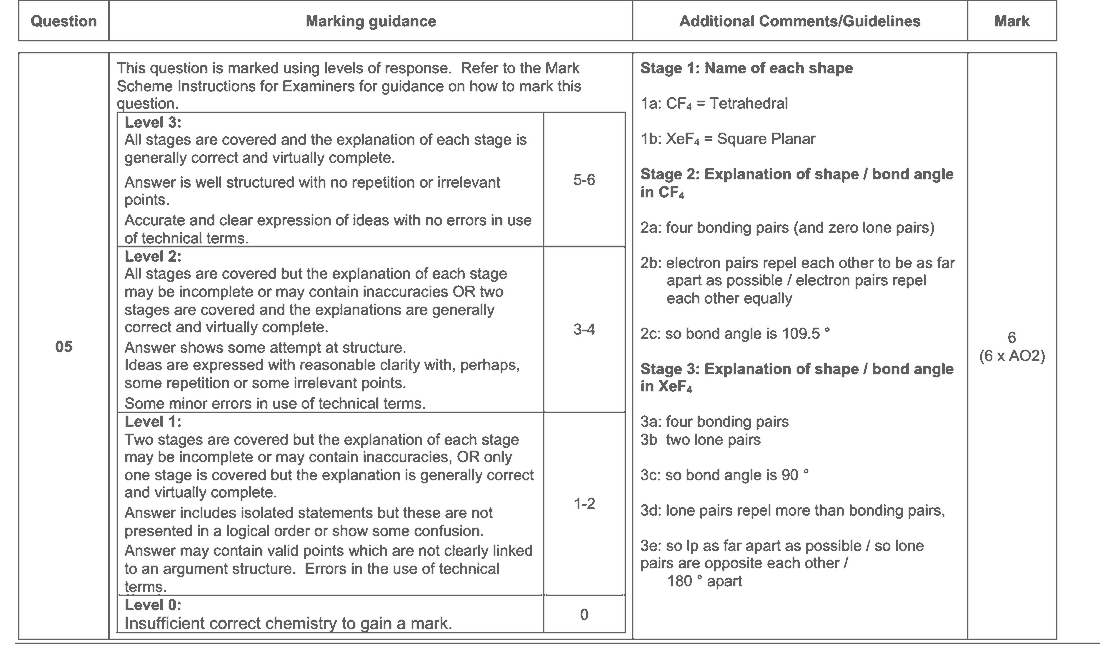 Question Marking guidance Additional Comments/Guidelines Mark
This question is marked using levels of response. Refer to the Mark
Scheme Instructions for Examiners for guidance on how to mark this
question.
Level 3:
All stages are covered and the explanation of each stage is
generally correct and virtually complete.
Answer is well structured with no repetition or irrelevant
points.
Accurate and clear expression of ideas with no errors in use
of technical terms.
5-6
Level 2:
All stages are covered but the explanation of each stage
may be incomplete or may contain inaccuracies OR two
stages are covered and the explanations are generally
correct and virtually complete.
Answer shows some attempt at structure.
Ideas are expressed with reasonable clarity with, perhaps,
some repetition or some irrelevant points.
Some minor errors in use of technical terms.
3-4
05
Level 1:
Two stages are covered but the explanation of each stage
may be incomplete or may contain inaccuracies, OR only
one stage is covered but the explanation is generally correct
and virtually complete.
Answer includes isolated statements but these are not
presented in a logical order or show some confusion.
Answer may contain valid points which are not clearly linked
to an argument structure. Errors in the use of technical
terms.
1-2
Level 0:
Insufficient correct chemistry to gain a mark.
0
Stage 1: Name of each shape
1a: CF₄ = Tetrahedral
1b: XeF₄ = Square Planar
Stage 2: Explanation of shape / bond angle
in CF₄
2a: four bonding pairs (and zero lone pairs)
2b: electron pairs repel each other to be as far
apart as possible / electron pairs repel
each other equally
2c: so bond angle is 109.5 °
Stage 3: Explanation of shape / bond angle
in XeF₄
3a: four bonding pairs
3b two lone pairs
3c: so bond angle is 90 °
3d: lone pairs repel more than bonding pairs,
3e: so lp as far apart as possible / so lone
pairs are opposite each other /
180 ° apart
6
(6 x AO2)